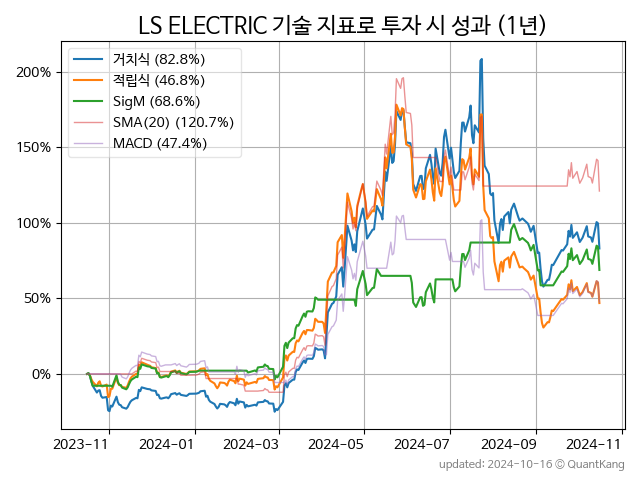 LS ELECTRIC 기술 지표로 투자 시 성과 (1년)
거치식 (82.8%)
적립식 (46.8%)
SigM (68.6%)
SMA(20) (120.7%)
MACD (47.4%)
200%
150%
100%
50%
0%
2023-11 2024-01 2024-03 2024-05 2024-07 2024-09 2024-11
updated: 2024-10-16 © QuantKang